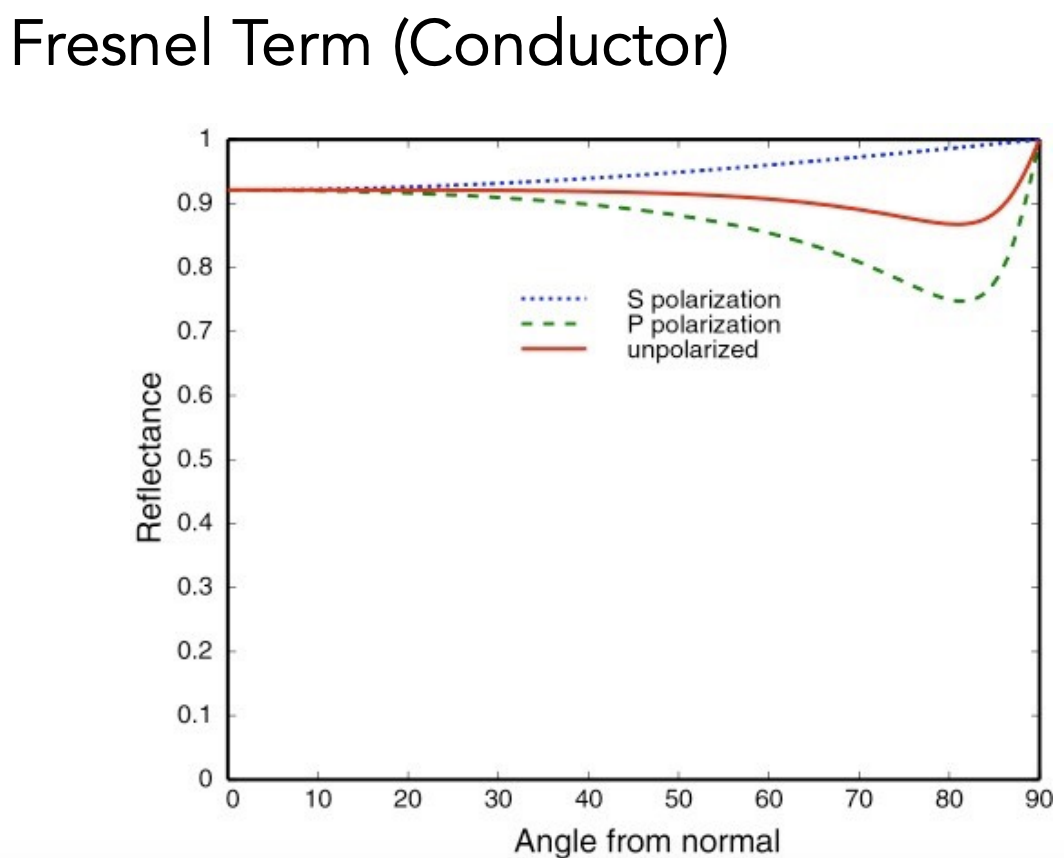 Fresnel Term (Conductor)
1
0.9
0.8
0.7
0.6
0.5
0.4
0.3
0.2
0.1
0
Reflectance
S polarization
P polarization
unpolarized
0 10 20 30 40 50 60 70 80 90
Angle from normal